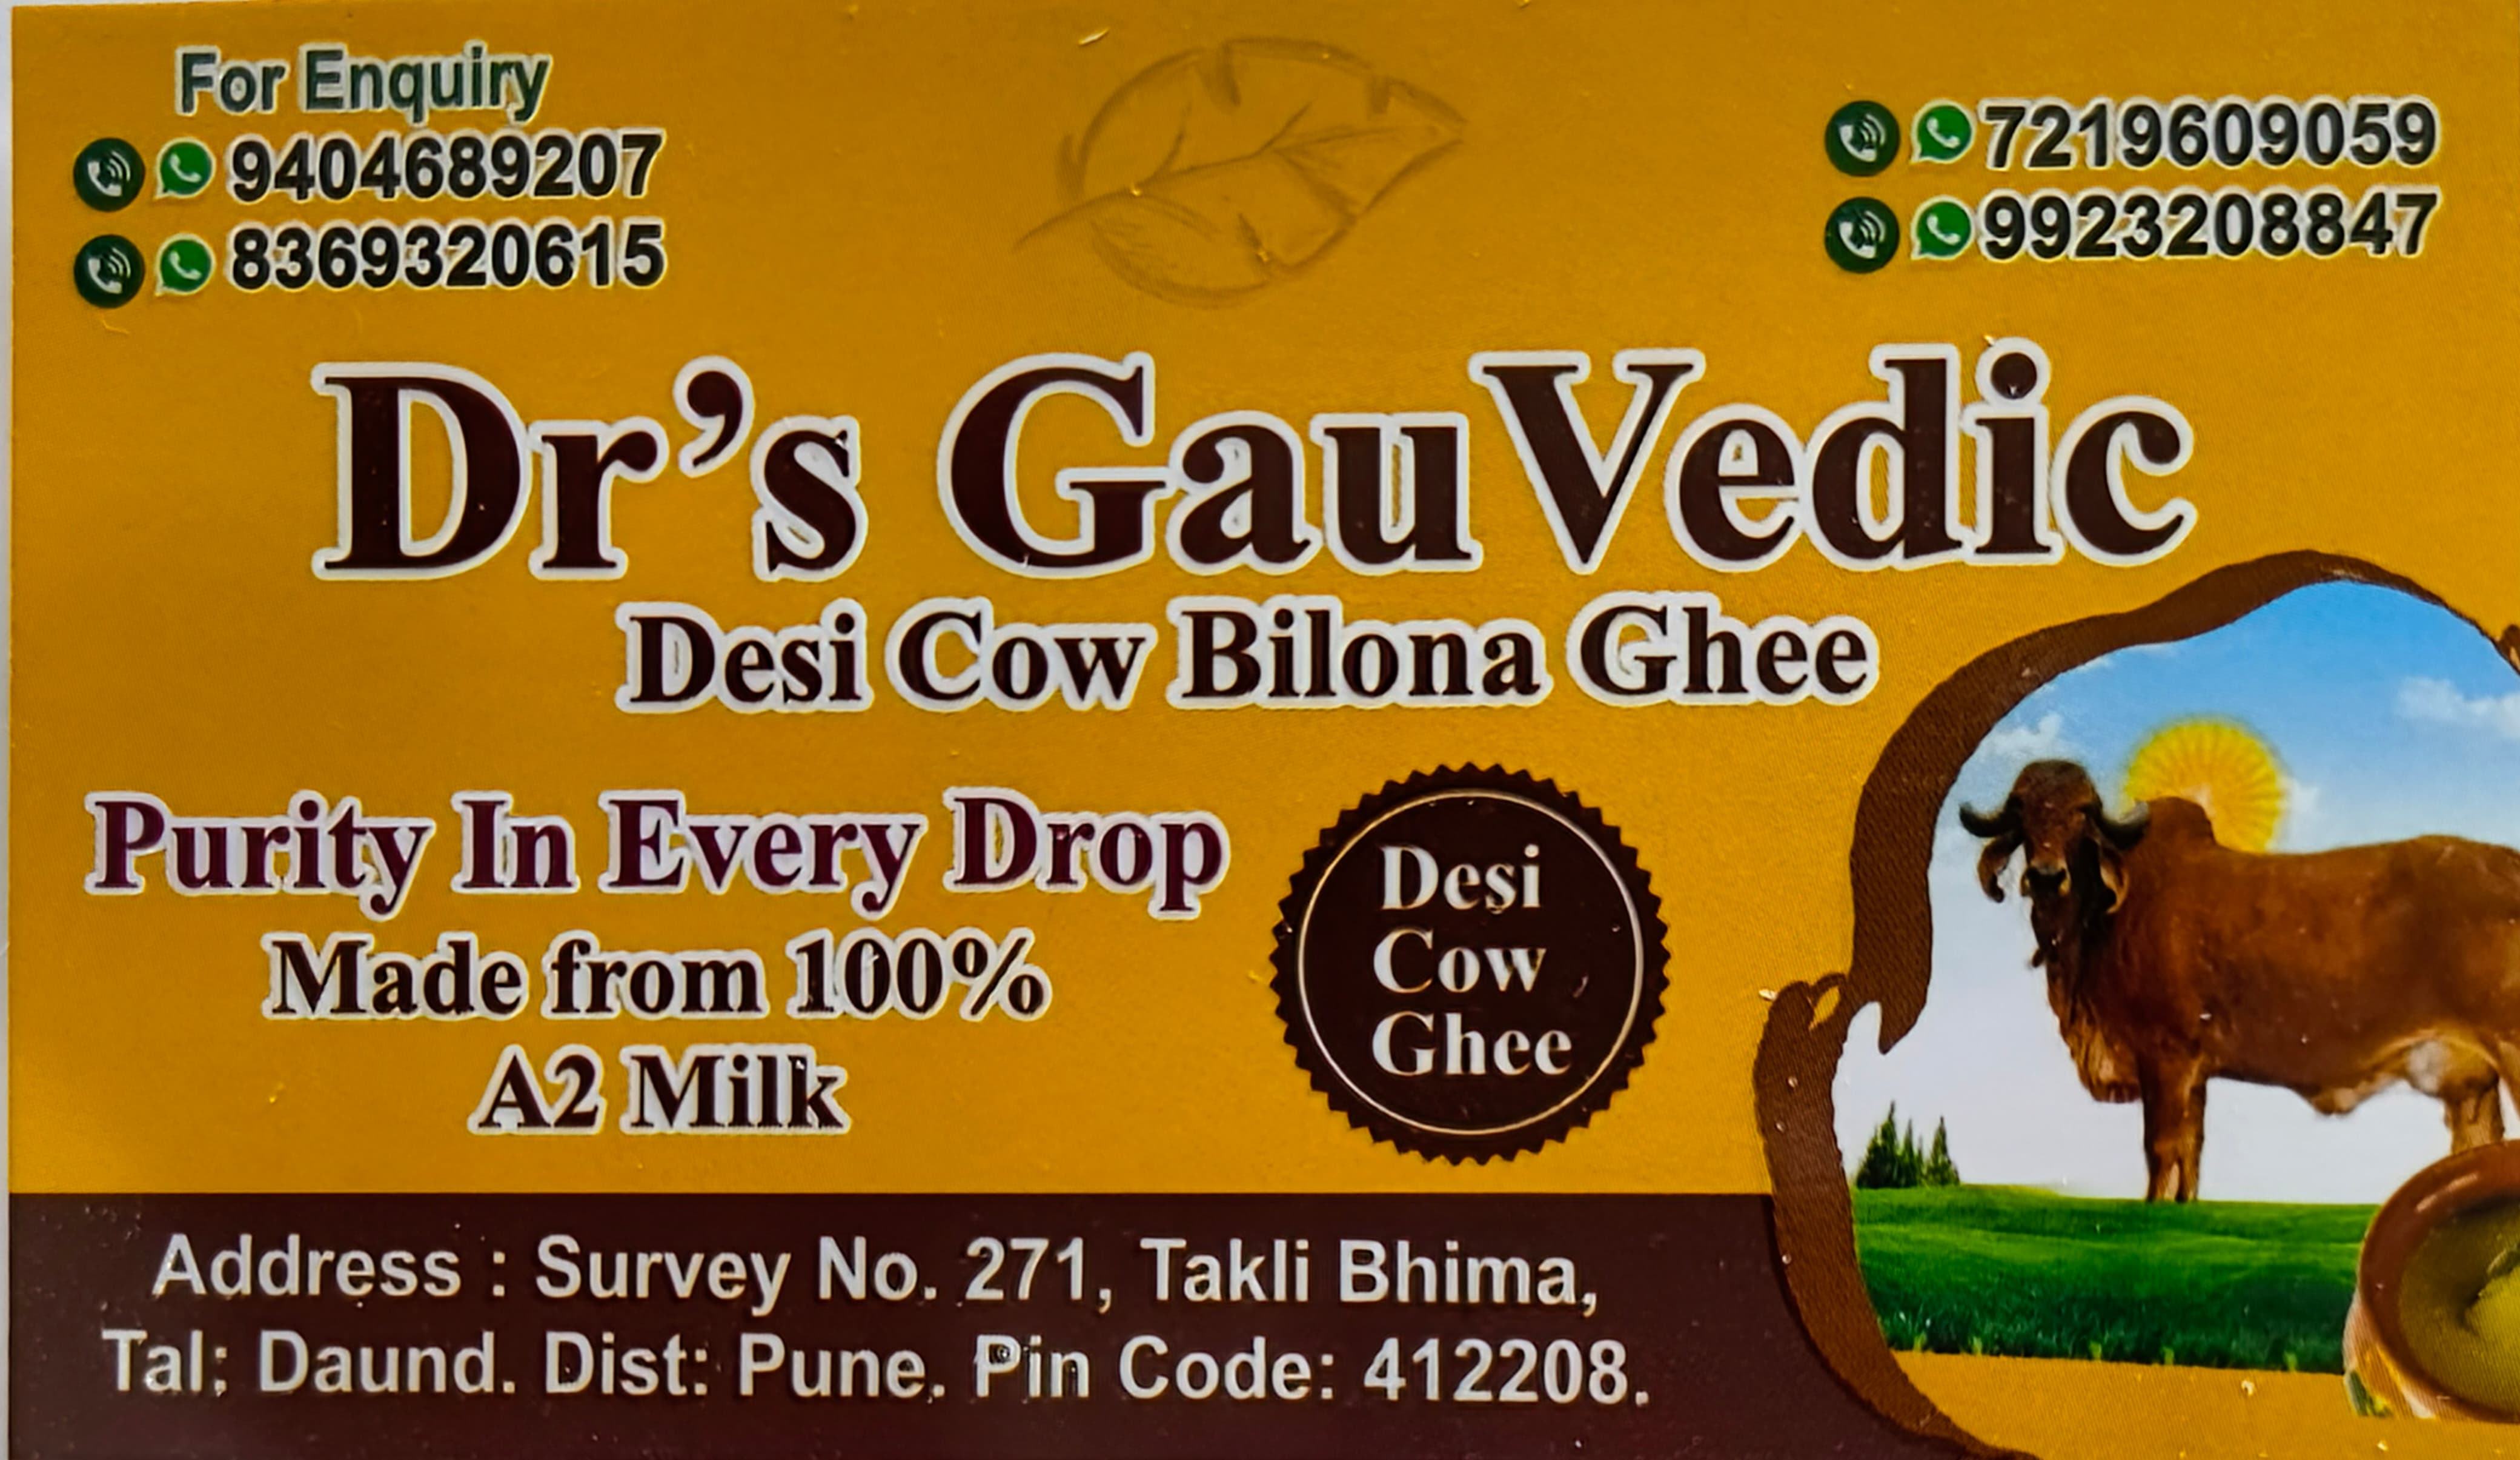 For Enquiry
9404689207
8369320615
7219609059
9923208847
Dr's GauVedic
Desi Cow Bilona Ghee
Purity In Every Drop
Made from 100%
A2 Milk
Desi
Cow
Ghee
Address : Survey No. 271, Takli Bhima,
Tal: Daund. Dist: Pune. Pin Code: 412208.